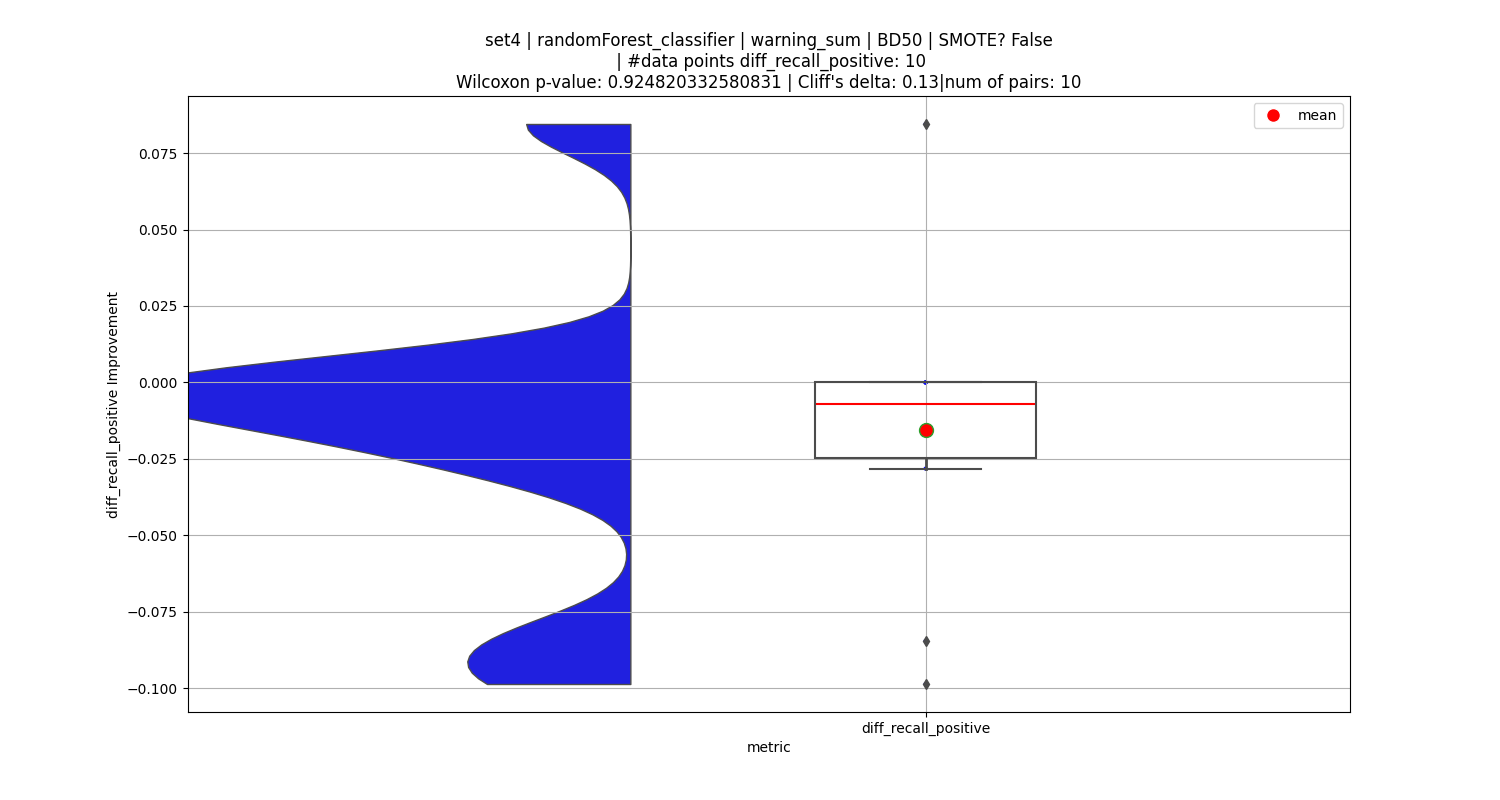 set4 | randomForest_classifier | warning_sum | BD50 | SMOTE? False
| #data points diff_recall_positive: 10
Wilcoxon p-value: 0.924820332580831 | Cliff's delta: 0.13|num of pairs: 10
mean
0.075
0.050
0.025
0.000
−0.025
−0.050
−0.075
−0.100
diff_recall_positive Improvement
diff_recall_positive
metric